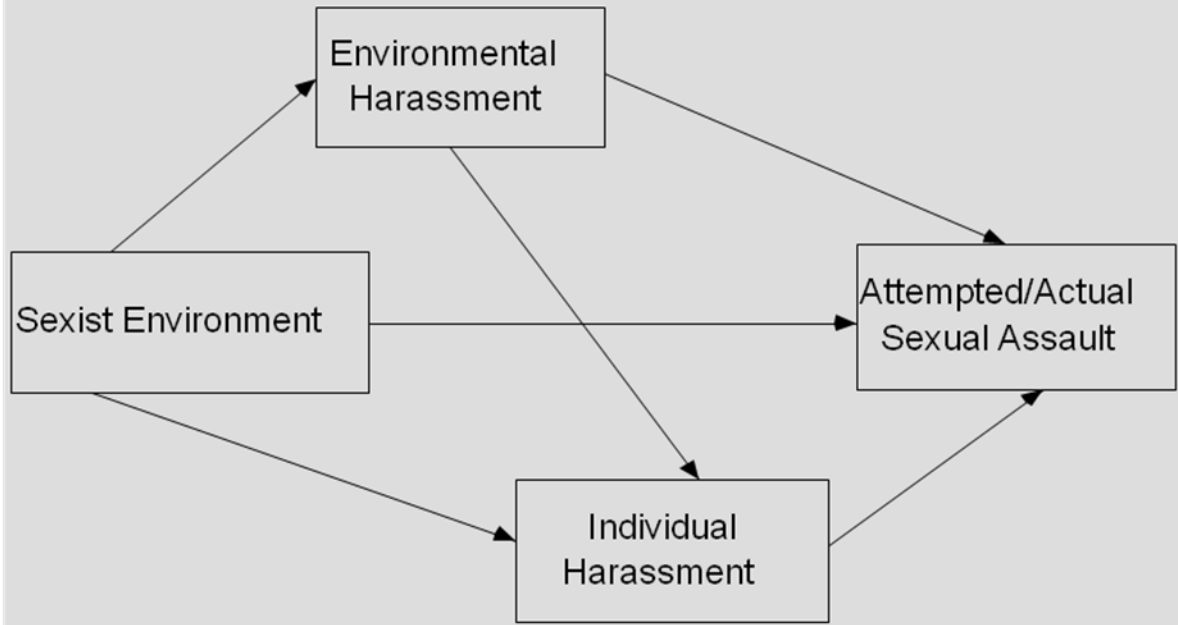 Environmental
Harassment
Sexist Environment
Attempted/Actual
Sexual Assault
Individual
Harassment